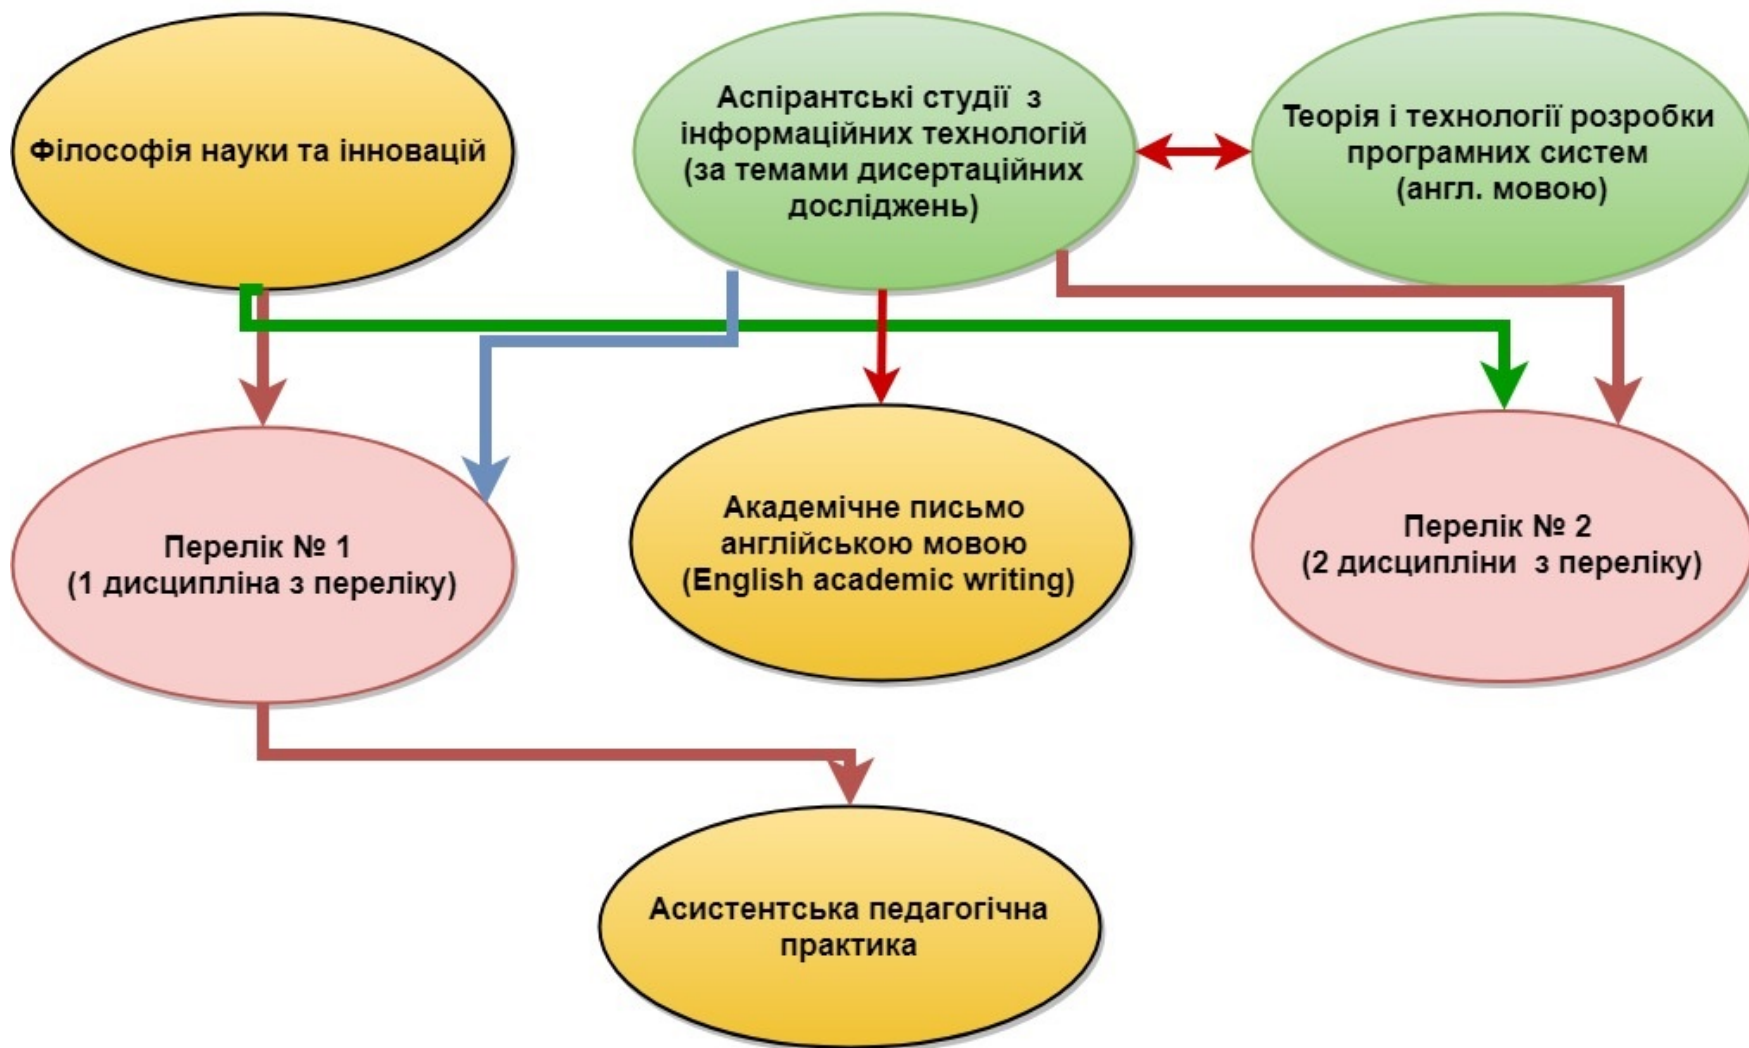 Філософія науки та інновацій
Аспірантські студії з
інформаційних технологій
(за темами дисертаційних
досліджень)
Теорія і технології розробки
програмних систем
(англ. мовою)
Перелік № 1
(1 дисципліна з переліку)
Академічне письмо
англійською мовою
(English academic writing)
Перелік № 2
(2 дисципліни з переліку)
Асистентська педагогічна
практика